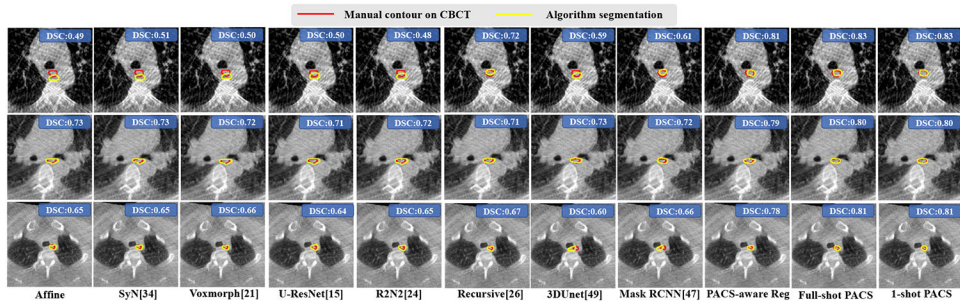 Manual contour on CBCT Algorithm segmentation
DSC:0.49 DSC:0.51 DSC:0.50 DSC:0.50 DSC:0.48 DSC:0.72 DSC:0.59 DSC:0.61 DSC:0.81 DSC:0.83 DSC:0.83
DSC:0.73 DSC:0.73 DSC:0.72 DSC:0.71 DSC:0.72 DSC:0.71 DSC:0.73 DSC:0.72 DSC:0.79 DSC:0.80 DSC:0.80
DSC:0.65 DSC:0.65 DSC:0.66 DSC:0.64 DSC:0.65 DSC:0.67 DSC:0.60 DSC:0.66 DSC:0.78 DSC:0.81 DSC:0.81
Affine SyN[34] Voxmorph[21] U-ResNet[15] R2N2[24] Recursive[26] 3DUnet[49] Mask RCNN[47] PACS-aware Reg Full-shot PACS 1-shot PACS